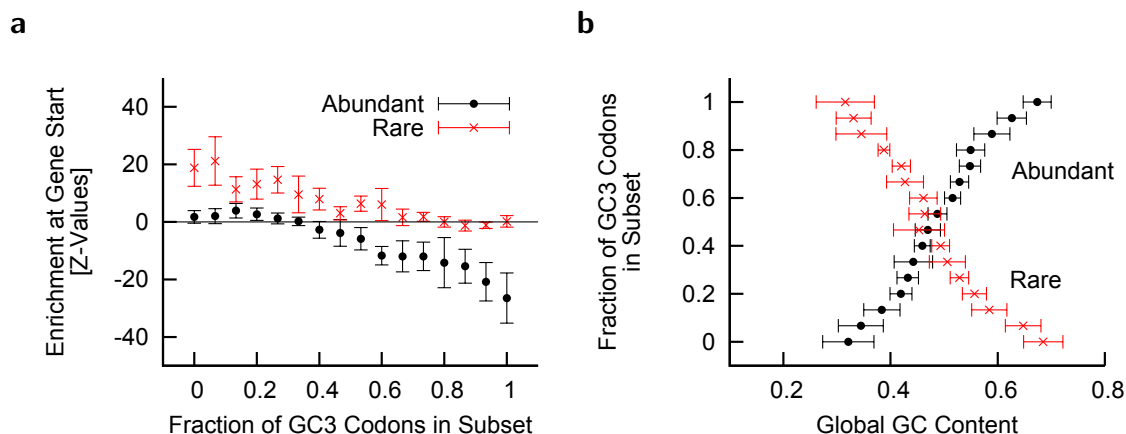 a
Enrichment at Gene Start
[Z-Values]
40
20
0
-20
-40
Abundant
Rare
0
0.2
0.4
0.6
0.8
1
Fraction of GC3 Codons in Subset
b
Fraction of GC3 Codons
in Subset
1
0.8
0.6
0.4
0.2
0
Abundant
Rare
0.2
0.4
0.6
0.8
Global GC Content